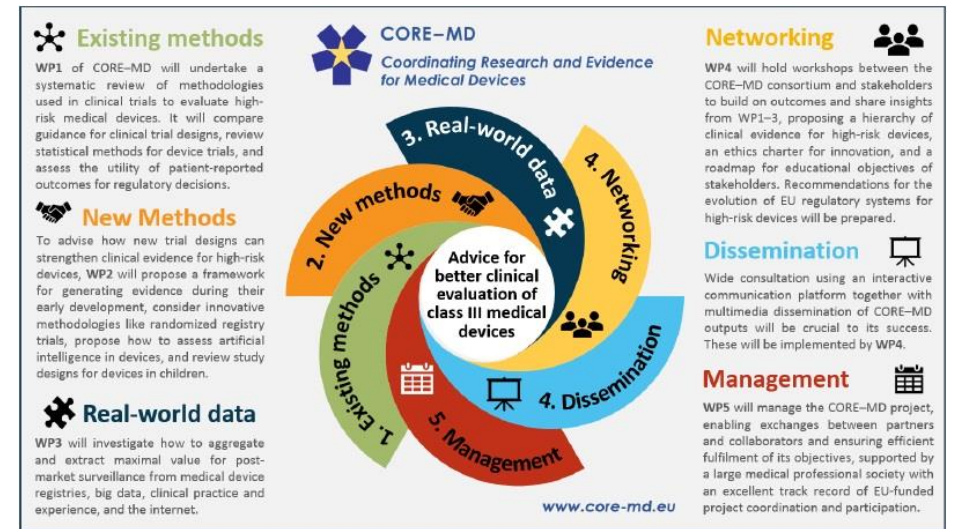 Existing methods
WP1 of CORE–MD will undertake a
systematic review of methodologies
used in clinical trials to evaluate high-
risk medical devices. It will compare
guidance for clinical trial designs, review
statistical methods for device trials, and
assess the utility of patient-reported
outcomes for regulatory decisions.
New Methods
To advise how new trial designs can
strengthen clinical evidence for high-risk
devices, WP2 will propose a framework
for generating evidence during their
early development, consider innovative
methodologies like randomized registry
trials, propose how to assess artificial
intelligence in devices, and review study
designs for devices in children.
Real-world data
WP3 will investigate how to aggregate
and extract maximal value for post-
market surveillance from medical device
registries, big data, clinical practice and
experience, and the internet.
CORE–MD
Coordinating Research and Evidence
for Medical Devices
1. Existing methods
2. New methods
3. Real-world data
4. Networking
4. Dissemination
5. Management
Advice for
better clinical
evaluation of
class III medical
devices
www.core-md.eu
Networking
WP4 will hold workshops between the
CORE–MD consortium and stakeholders
to build on outcomes and share insights
from WP1–3, proposing a hierarchy of
clinical evidence for high-risk devices,
an ethics charter for innovation, and a
roadmap for educational objectives of
stakeholders. Recommendations for the
evolution of EU regulatory systems for
high-risk devices will be prepared.
Dissemination
Wide consultation using an interactive
communication platform together with
multimedia dissemination of CORE–MD
outputs will be crucial to its success.
These will be implemented by WP4.
Management
WP5 will manage the CORE–MD project,
enabling exchanges between partners
and collaborators and ensuring efficient
fulfilment of its objectives, supported by
a large medical professional society with
an excellent track record of EU-funded
project coordination and participation.